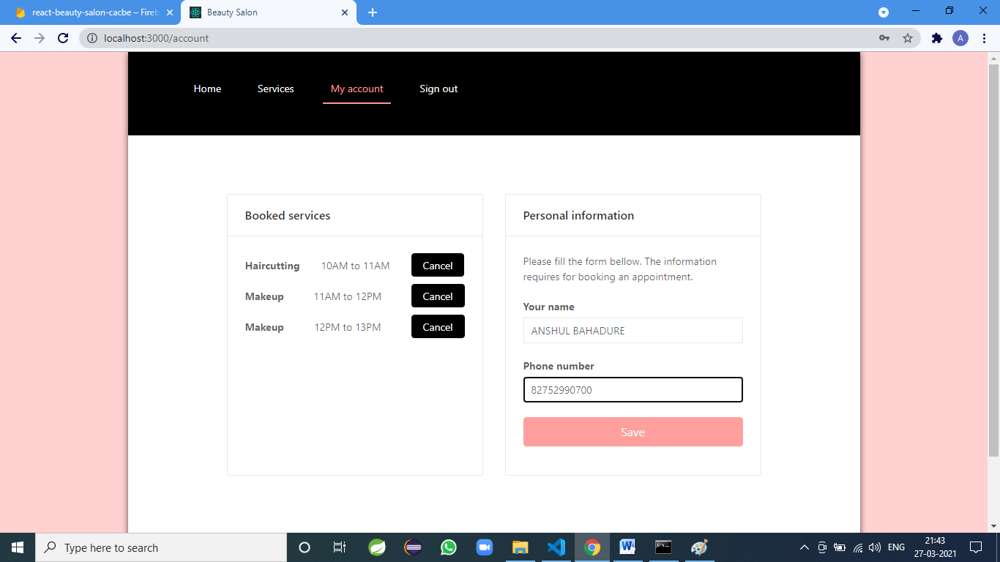 react-beauty-salon-cacbe – Fireb
Beauty Salon
localhost:3000/account
A
Home
Services
My account
Sign out
Booked services
Haircutting 10AM to 11AM Cancel
Makeup 11AM to 12PM Cancel
Makeup 12PM to 13PM Cancel
Personal information
Please fill the form bellow. The information
requires for booking an appointment.
Your name
ANSHUL BAHADURE
Phone number
82752990700
Save
Type here to search
ENG
21:43
27-03-2021